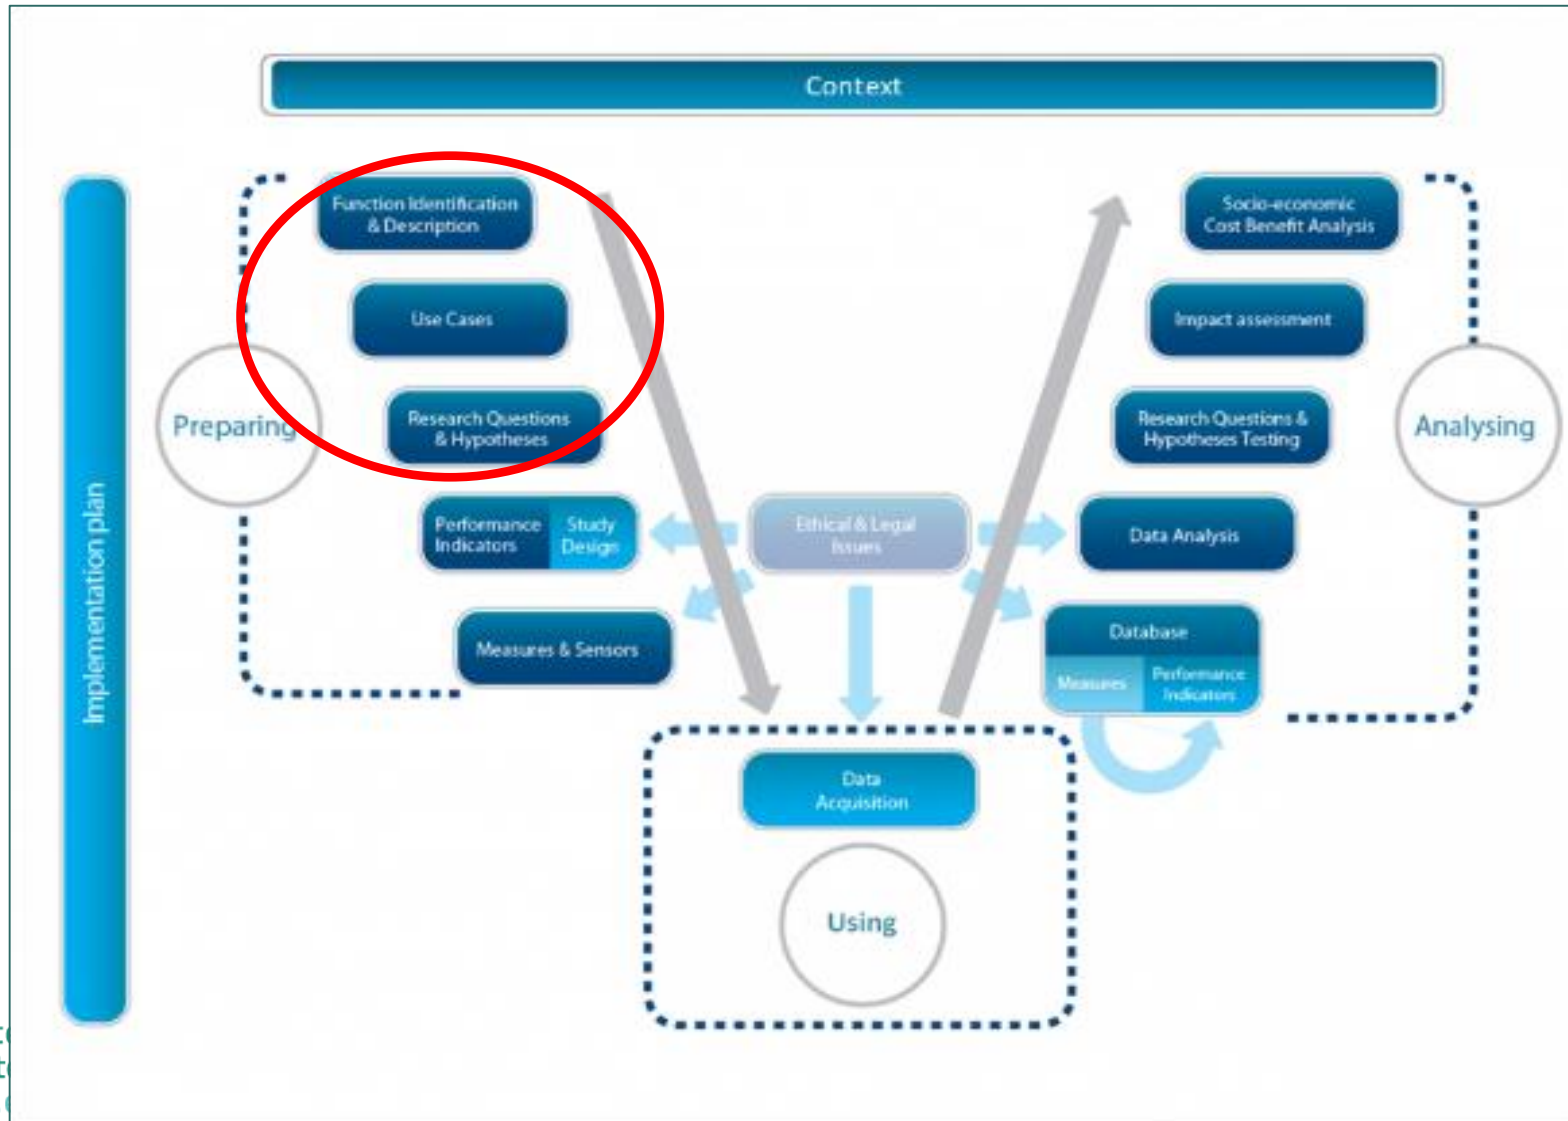 Context
Implementation plan
Preparing
Function Identification
& Description
Use Cases
Research Questions
& Hypotheses
Performance
Indicators
Study
Design
Measures & Sensors
Ethical & Legal
Issues
Data
Acquisition
Using
Socio-economic
Cost Benefit Analysis
Impact assessment
Research Questions &
Hypotheses Testing
Data Analysis
Database
Measures
Performance
Indicators
Analysing